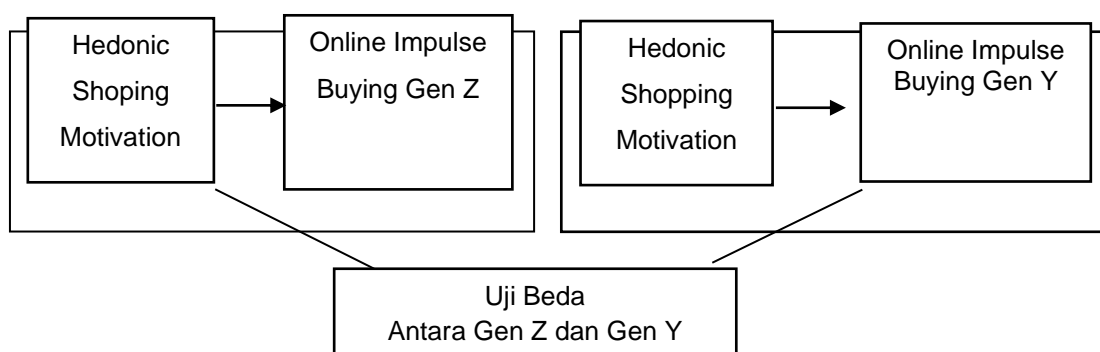 Hedonic
Shoping
Motivation
Online Impulse
Buying Gen Z
Hedonic
Shopping
Motivation
Online Impulse
Buying Gen Y
Uji Beda
Antara Gen Z dan Gen Y